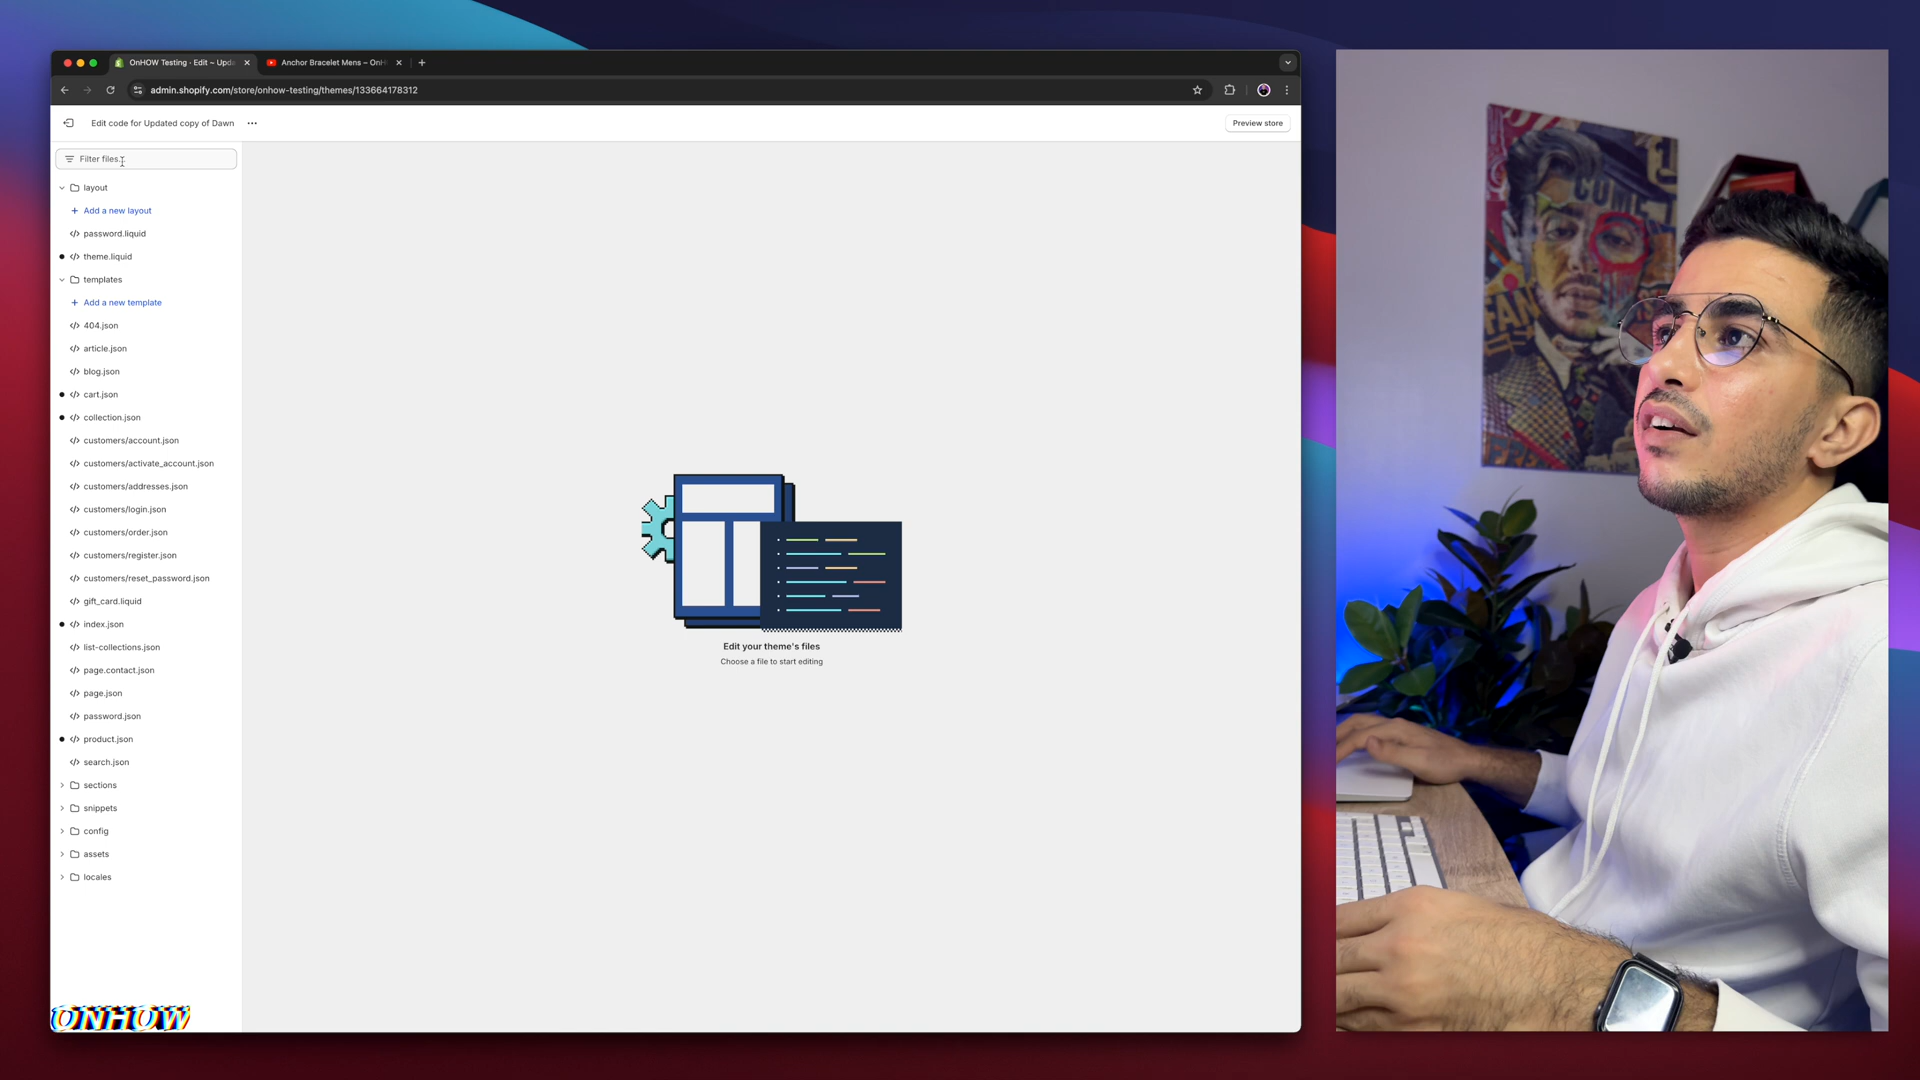 OnHOW Testing · Edit ~ Upda
Anchor Bracelet Mens – OnH
admin.shopify.com/store/onhow-testing/themes/133664178312
Edit code for Updated copy of Dawn
Preview store
Filter files...
layout
Add a new layout
password.liquid
theme.liquid
templates
Add a new template
404.json
article.json
blog.json
cart.json
collection.json
customers/account.json
customers/activate_account.json
customers/addresses.json
customers/login.json
customers/order.json
customers/register.json
customers/reset_password.json
gift_card.liquid
index.json
list-collections.json
page.contact.json
page.json
password.json
product.json
search.json
sections
snippets
config
assets
locales
Edit your theme's files
Choose a file to start editing
ONHOW
COME
FAN